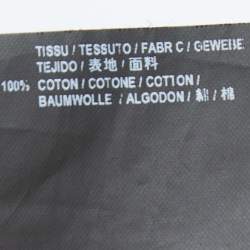 TISSU / TESSUTO / FABR C / GEWEBE
TEJIDO / 表地 / 面料
100% COTON / COTONE / COTTON /
BAUMWOLLE / ALGODON / 綿 / 棉